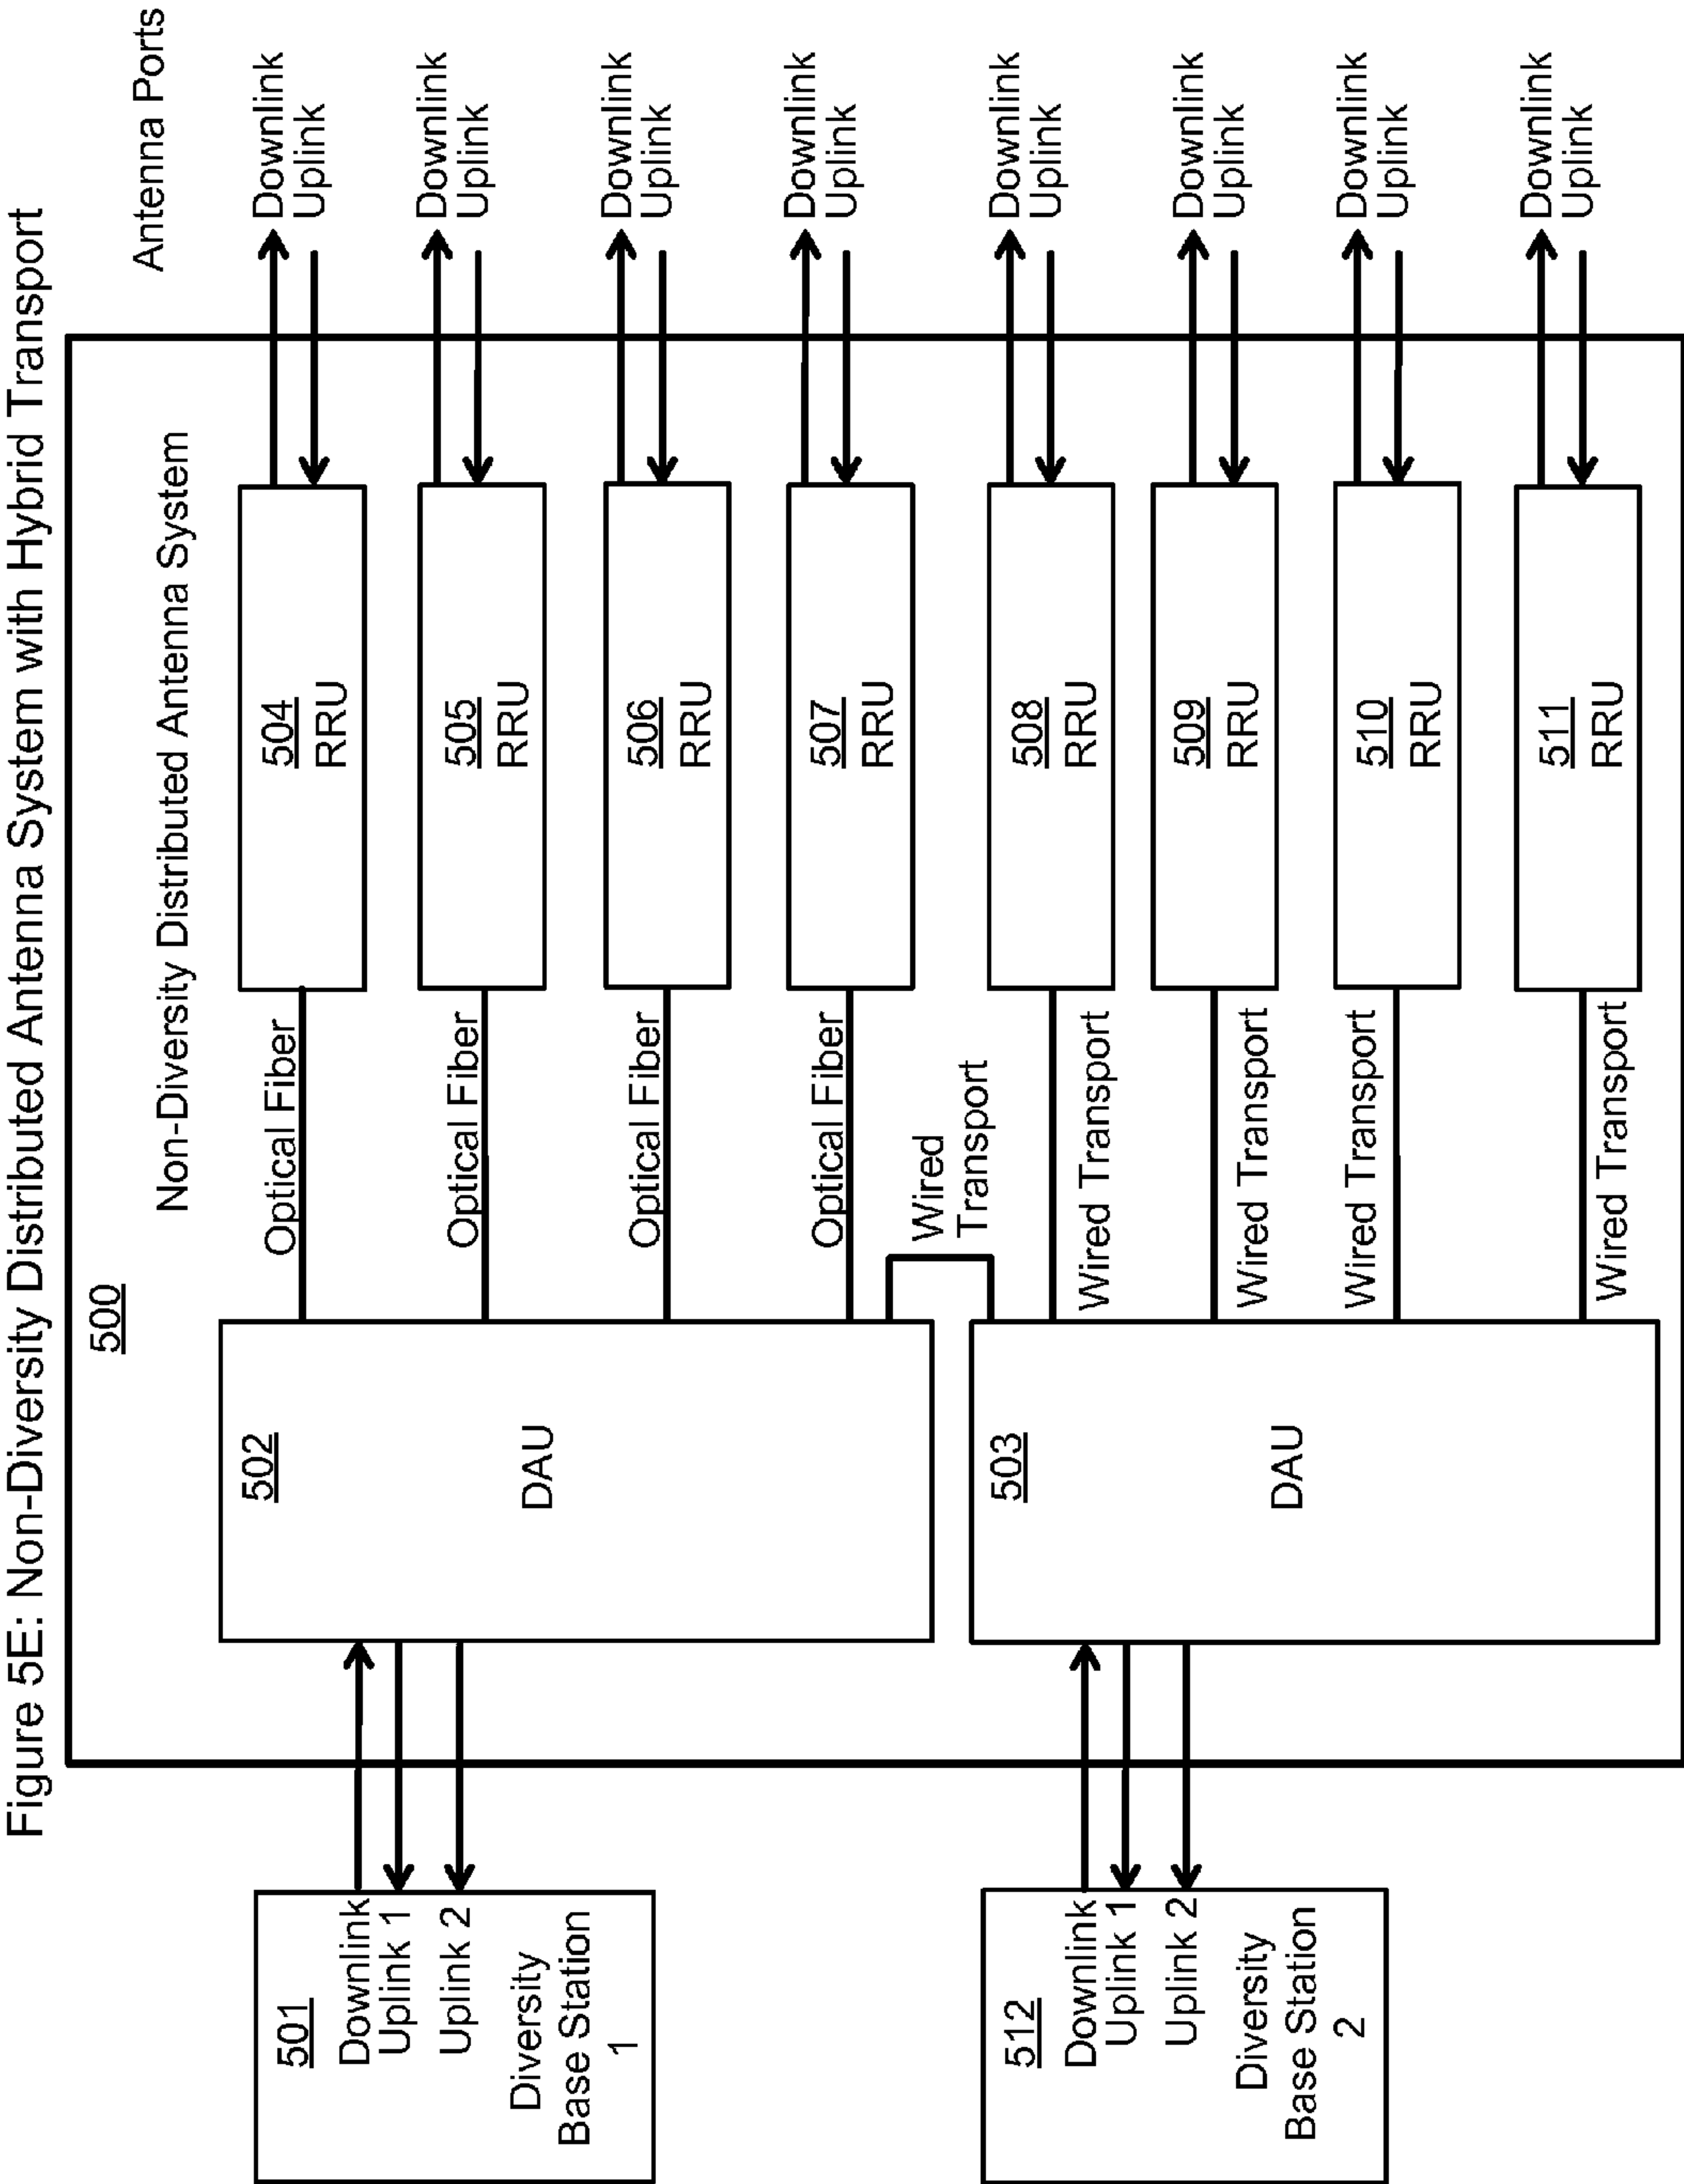 Figure 5E: Non-Diversity Distributed Antenna System with Hybrid Transport
Antenna Ports
500
Non-Diversity Distributed Antenna System
501
Downlink
Uplink 1
Uplink 2
Diversity
Base Station
1
502
DAU
Optical Fiber
504
RRU
Downlink
Uplink
Optical Fiber
505
RRU
Downlink
Uplink
Optical Fiber
506
RRU
Downlink
Uplink
Optical Fiber
507
RRU
Downlink
Uplink
Wired
Transport
512
Downlink
Uplink 1
Uplink 2
Diversity
Base Station
2
503
DAU
Wired Transport
508
RRU
Downlink
Uplink
Wired Transport
509
RRU
Downlink
Uplink
Wired Transport
510
RRU
Downlink
Uplink
Wired Transport
511
RRU
Downlink
Uplink